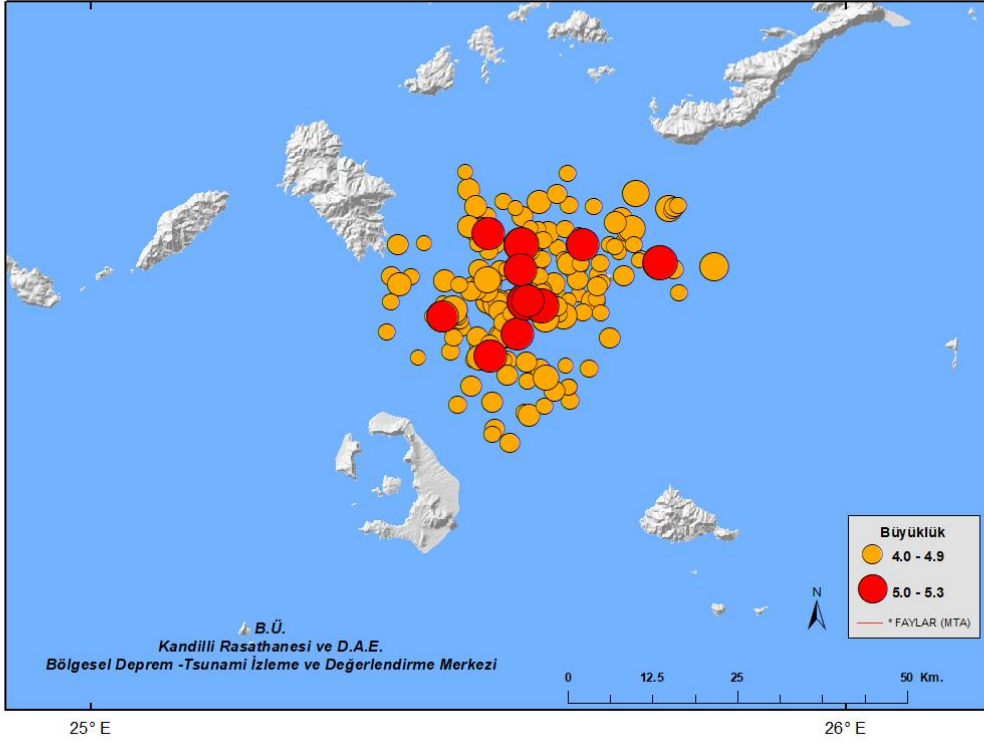 Büyüklük
4.0 - 4.9
5.0 - 5.3
* FAYLAR (MTA)
N
B.Ü.
Kandilli Rasathanesi ve D.A.E.
Bölgesel Deprem -Tsunami İzleme ve Değerlendirme Merkezi
0 12.5 25 50 Km.
25° E 26° E